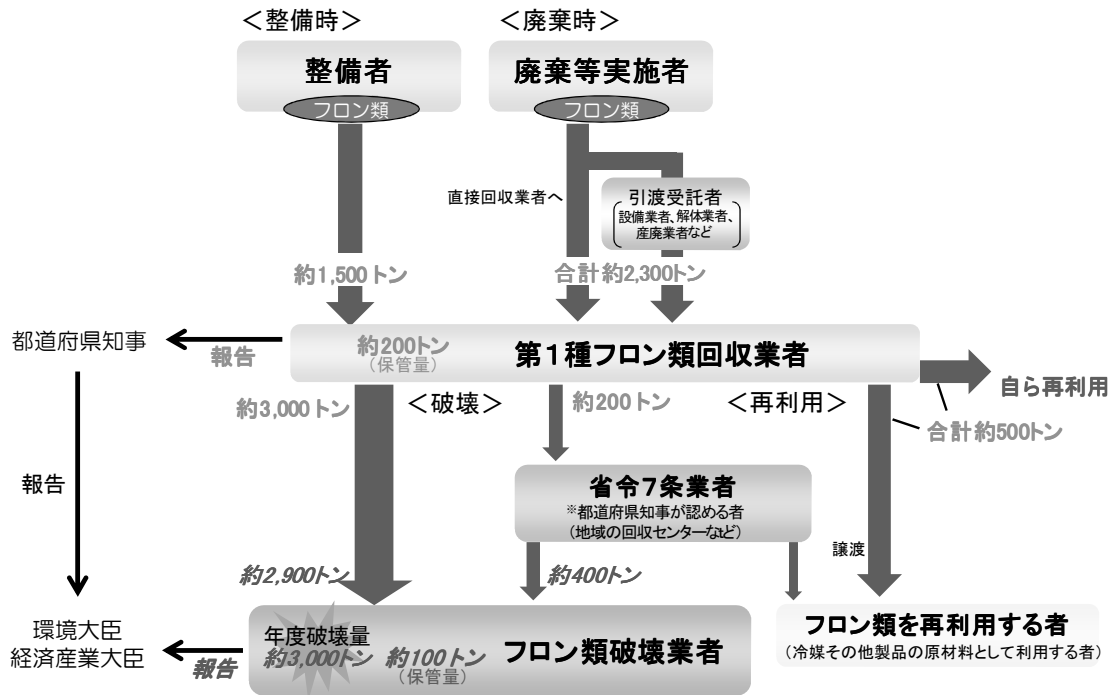 ＜整備時＞
＜廃棄時＞
整備者
フロン類
廃棄等実施者
フロン類
直接回収業者へ
引渡受託者
設備業者、解体業者、
産廃業者など
約1,500トン
合計約2,300トン
都道府県知事
報告
約200トン
（保管量）
第１種フロン類回収業者
自ら再利用
約3,000トン
＜破壊＞
約200トン
＜再利用＞
合計約500トン
報告
省令７条業者
※都道府県知事が認める者
（地域の回収センターなど）
譲渡
約2,900トン
約400トン
環境大臣
経済産業大臣
報告
年度破壊量
約3,000トン
約100トン
（保管量）
フロン類破壊業者
フロン類を再利用する者
（冷媒その他製品の原材料として利用する者）